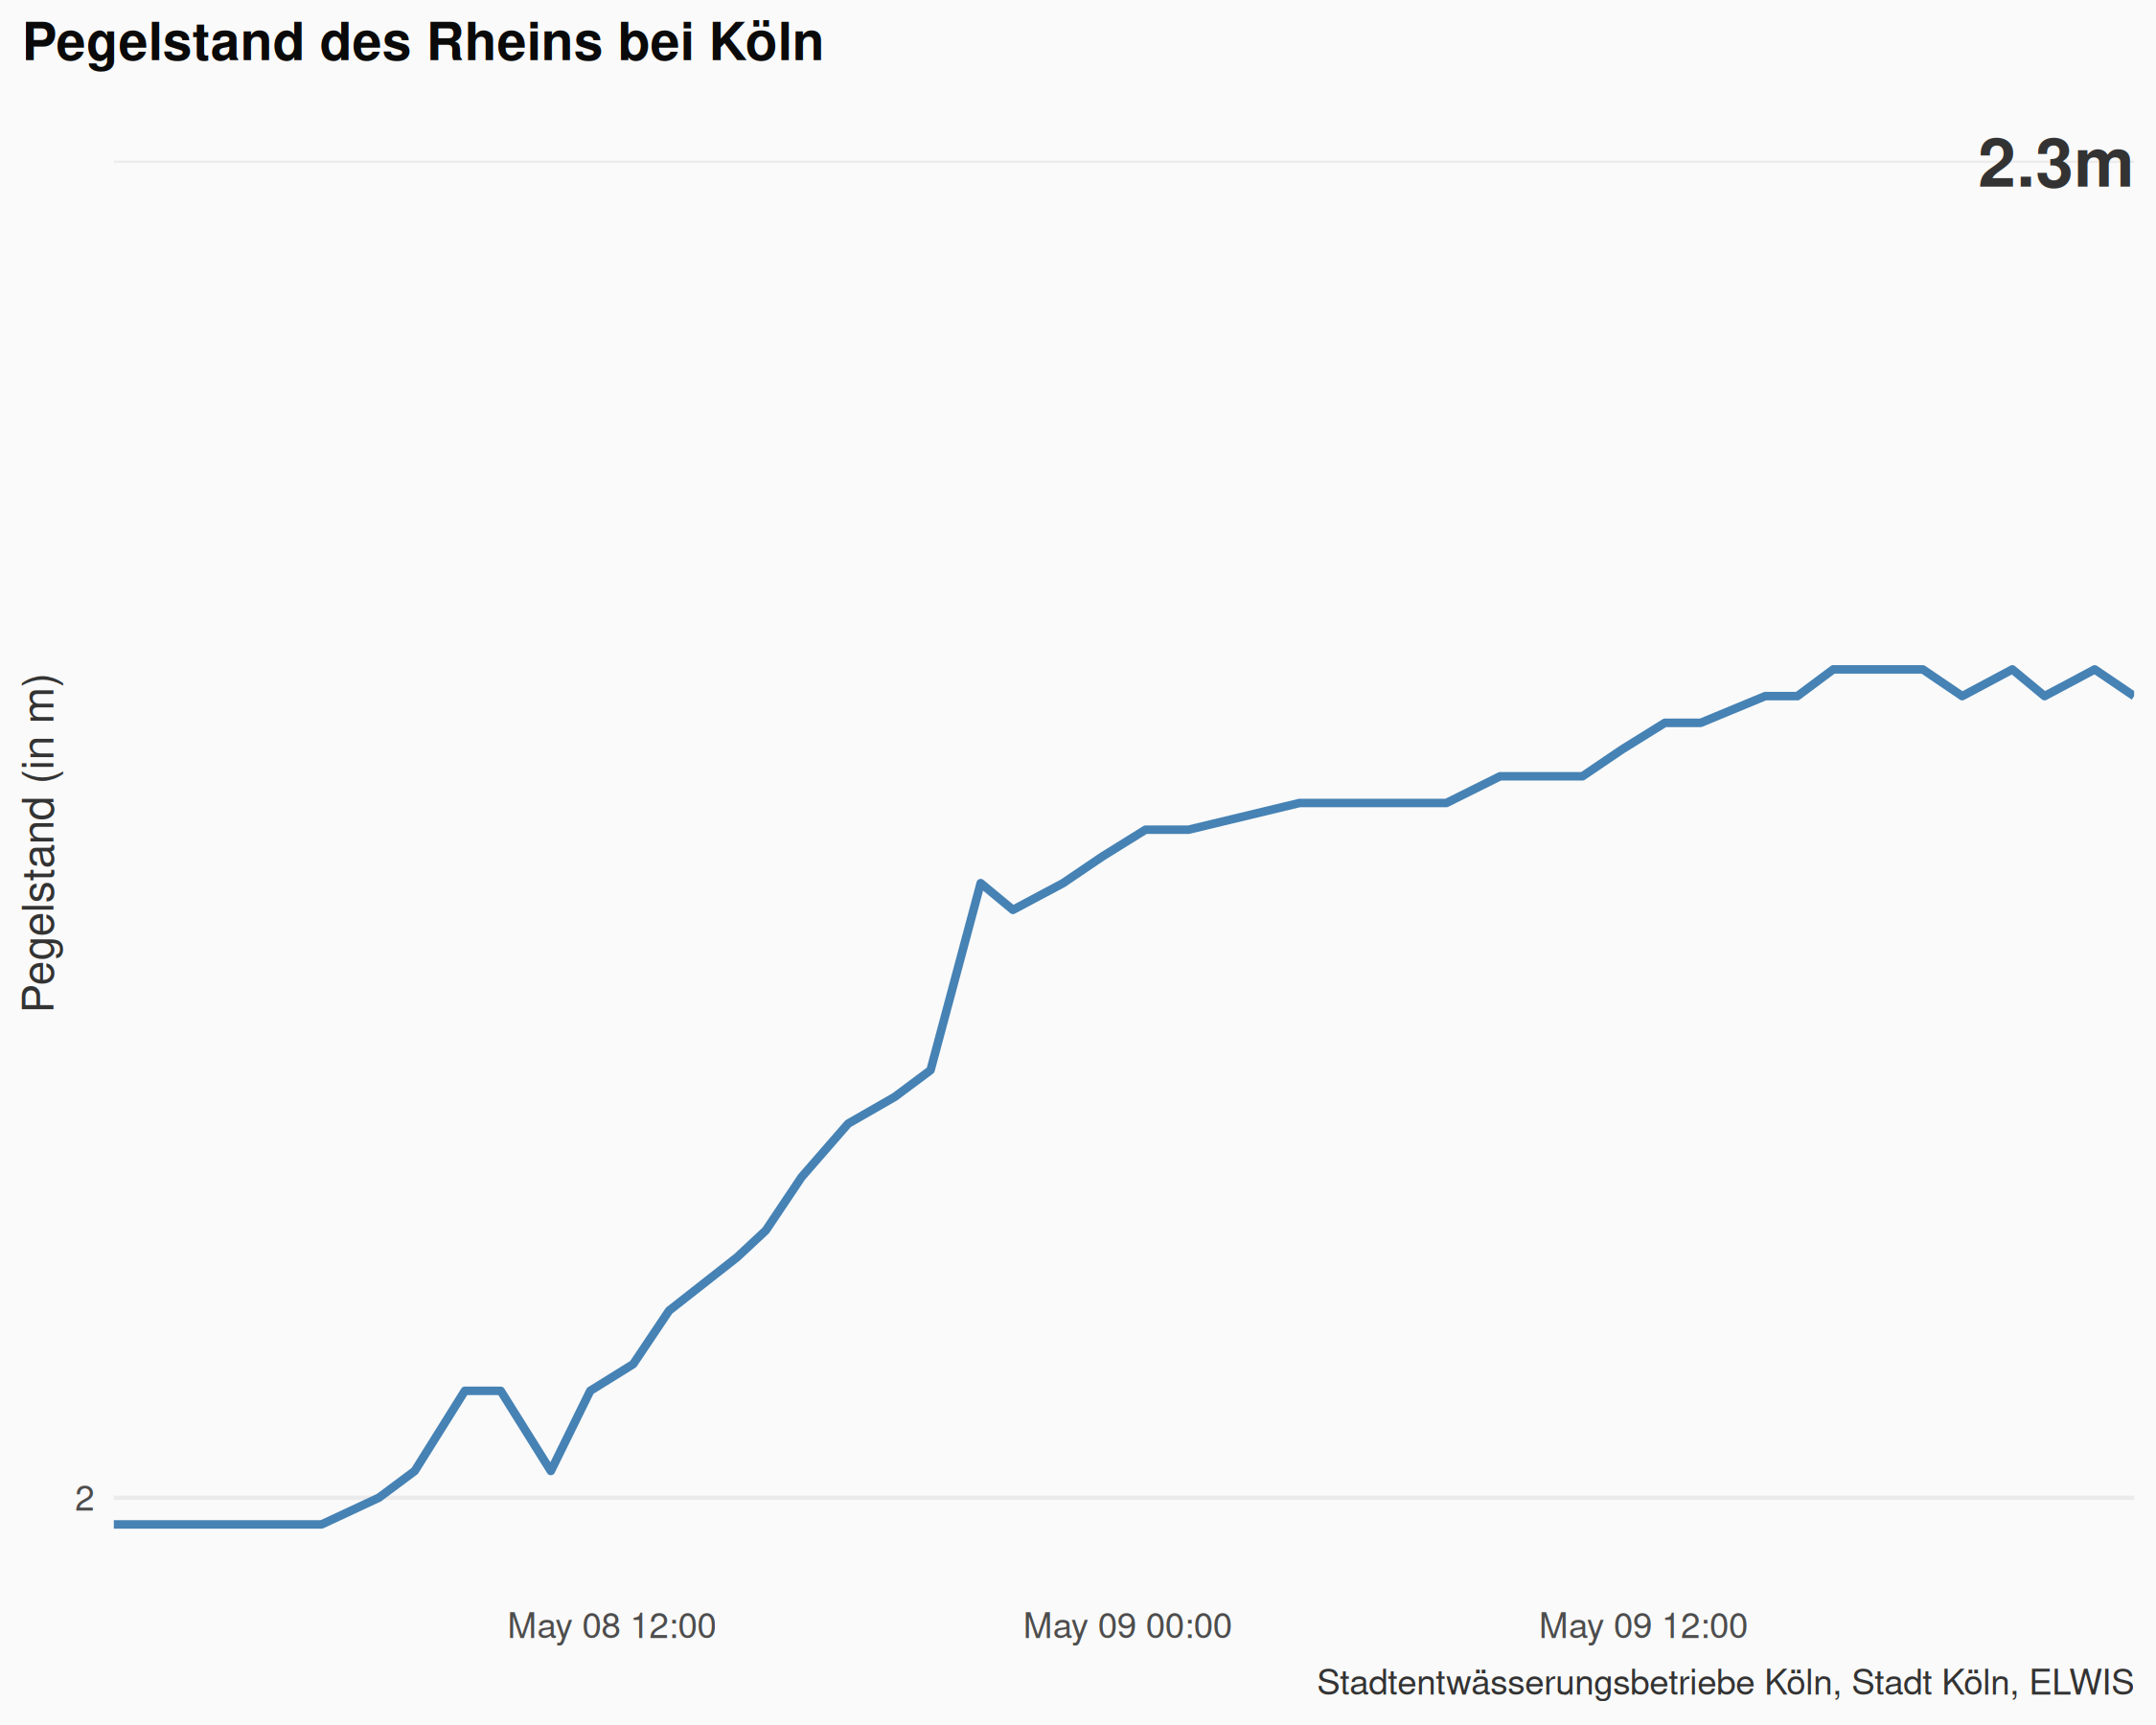 Pegelstand des Rheins bei Köln
2.3m
Pegelstand (in m)
2
May 08 12:00 May 09 00:00 May 09 12:00
Stadtentwässerungsbetriebe Köln, Stadt Köln, ELWIS